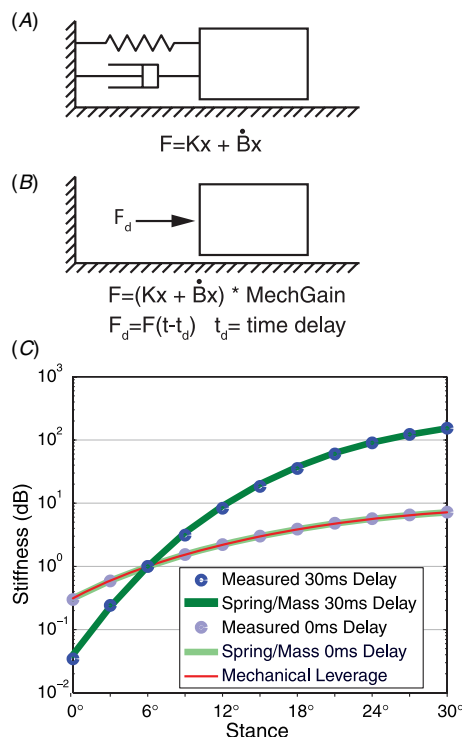 (A)
F=Kx + Ḃx
(B)
F_d
F=(Kx + Ḃx) * MechGain
F_d=F(t-t_d) t_d= time delay
(C)
Stiffness (dB)
10^3
10^2
10^1
10^0
10^-1
10^-2
Measured 30ms Delay
Spring/Mass 30ms Delay
Measured 0ms Delay
Spring/Mass 0ms Delay
Mechanical Leverage
0° 6° 12° 18° 24° 30°
Stance